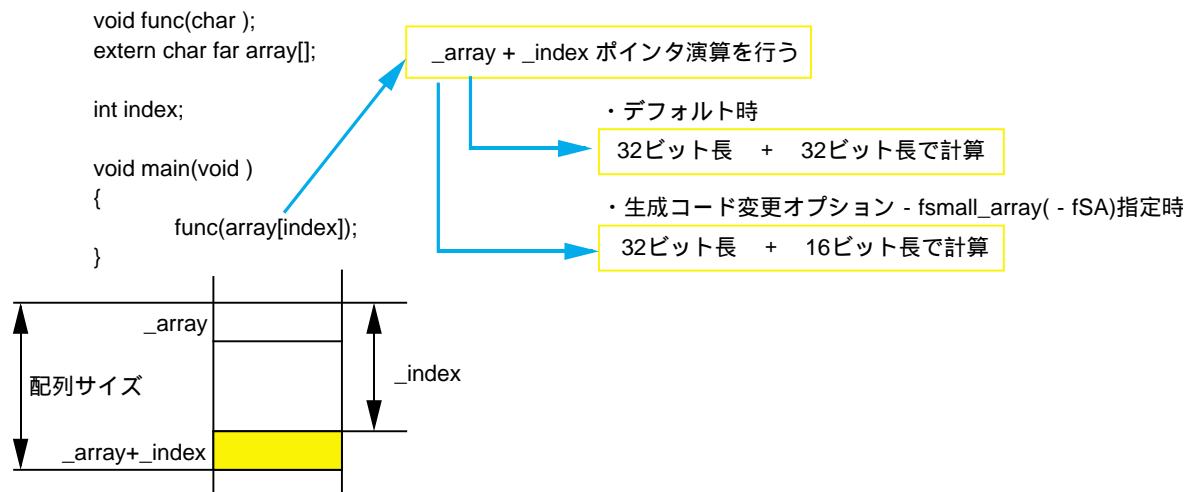 void func(char );
extern char far array[];
int index;
void main(void )
{
func(array[index]);
}
_array + _index ポインタ演算を行う
・デフォルト時
32ビット長 + 32ビット長で計算
・生成コード変更オプション - fsmall_array( - fSA)指定時
32ビット長 + 16ビット長で計算
_array
配列サイズ
_index
_array+_index